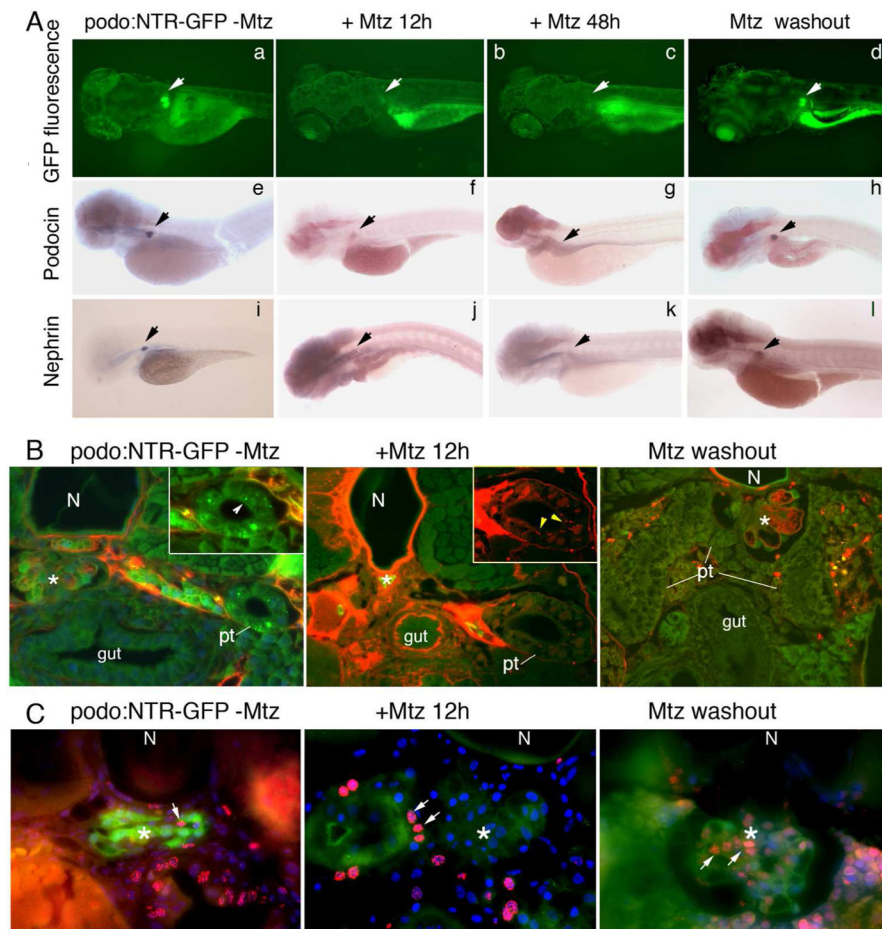 A podo:NTR-GFP -Mtz + Mtz 12h + Mtz 48h Mtz washout
GFP fluorescence
a b c d
Podocin
e f g h
Nephrin
i j k l
B podo:NTR-GFP -Mtz +Mtz 12h Mtz washout
N N N
* * *
pt
pt gut gut pt gut
C podo:NTR-GFP -Mtz +Mtz 12h Mtz washout
N N N
* * *